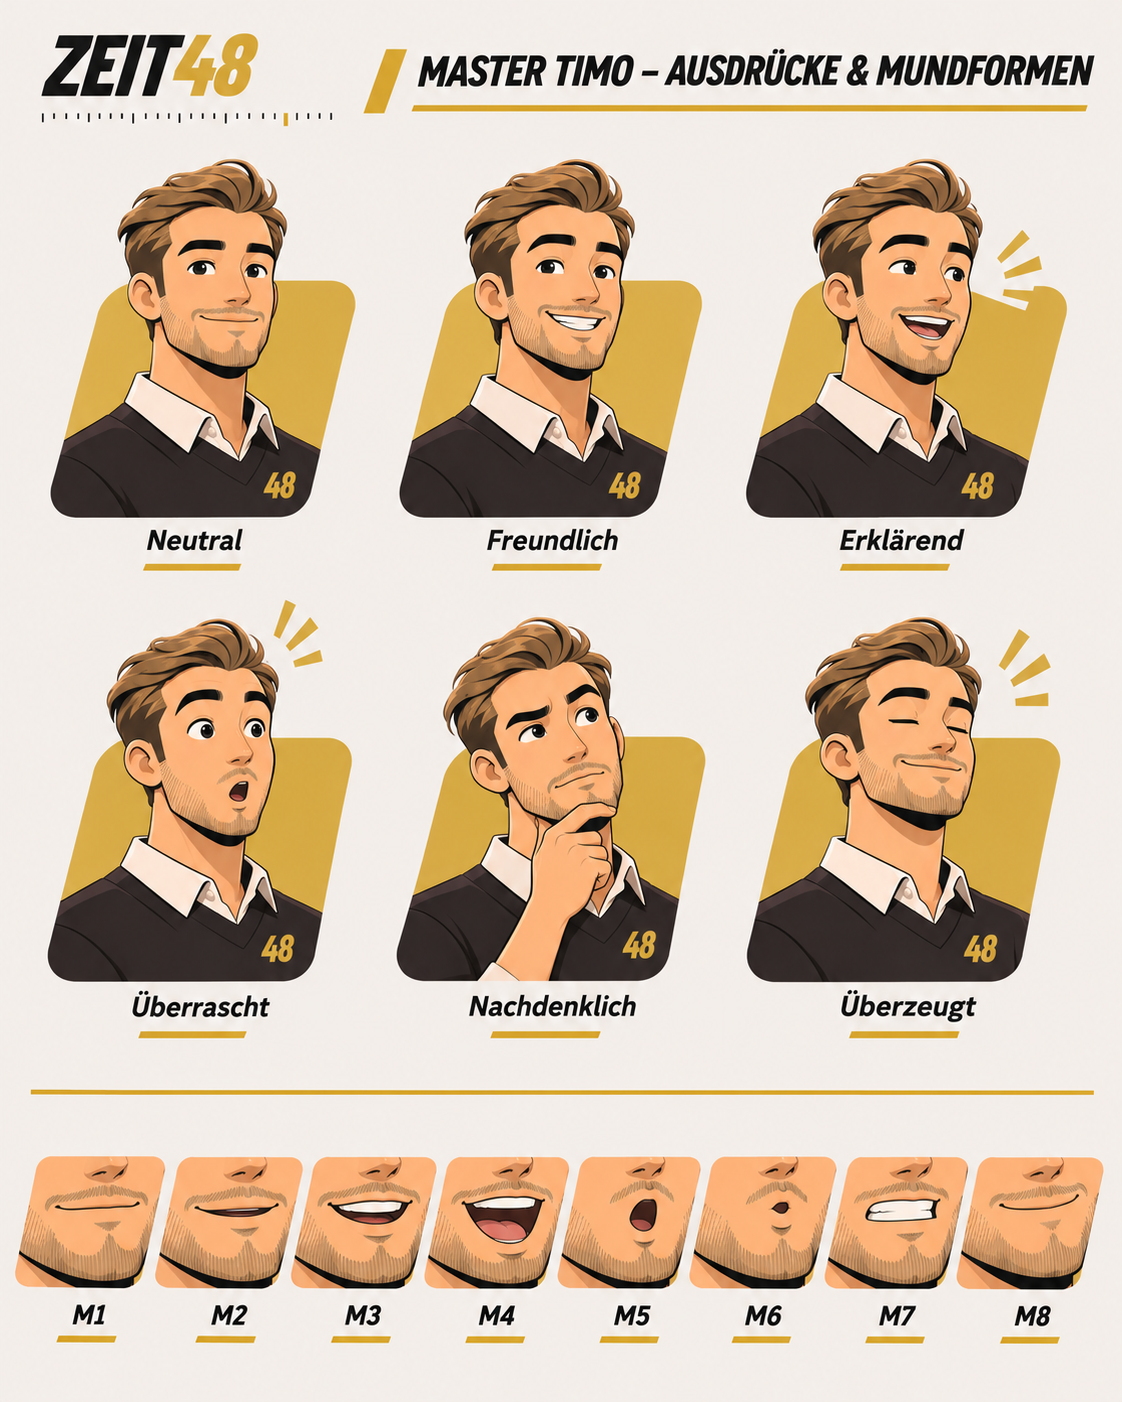 ZEIT48
MASTER TIMO – AUSDRÜCKE & MUNDFORMEN
48
48
48
Neutral
Freundlich
Erklärend
48
48
48
Überrascht
Nachdenklich
Überzeugt
M1
M2
M3
M4
M5
M6
M7
M8